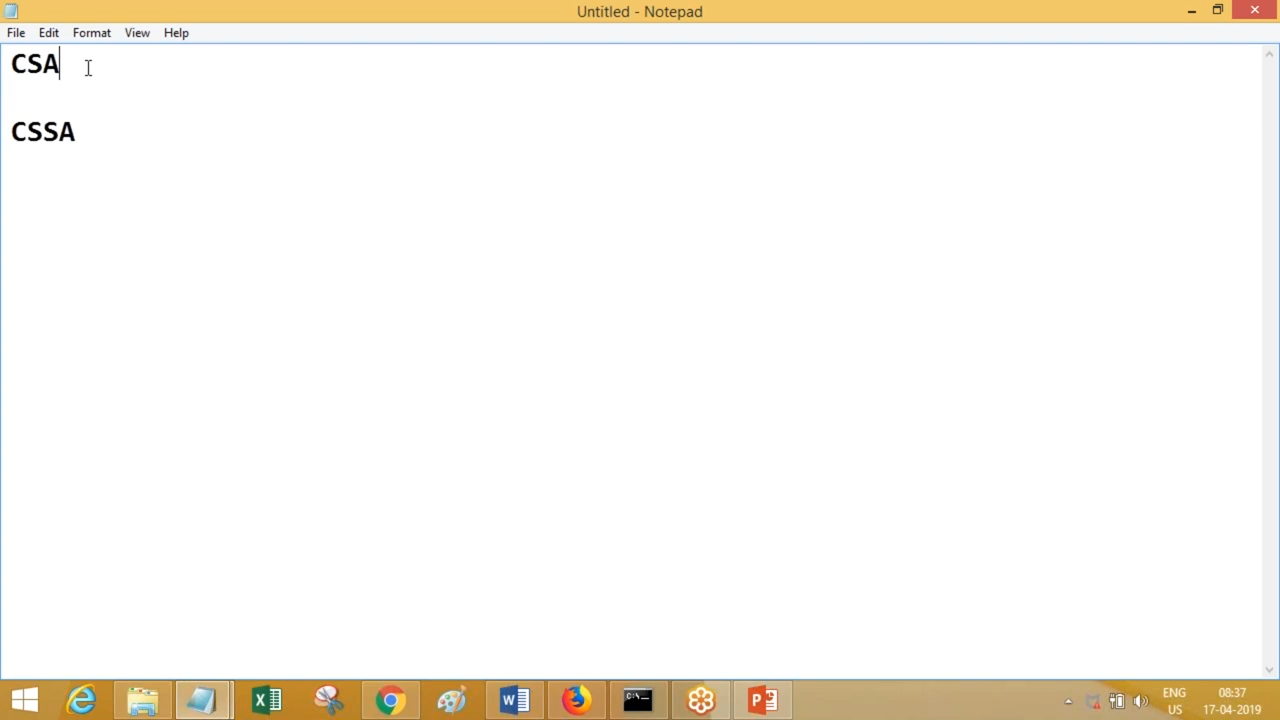 Untitled - Notepad
File Edit Format View Help
CSA
CSSA
ENG 08:37
US 17-04-2019